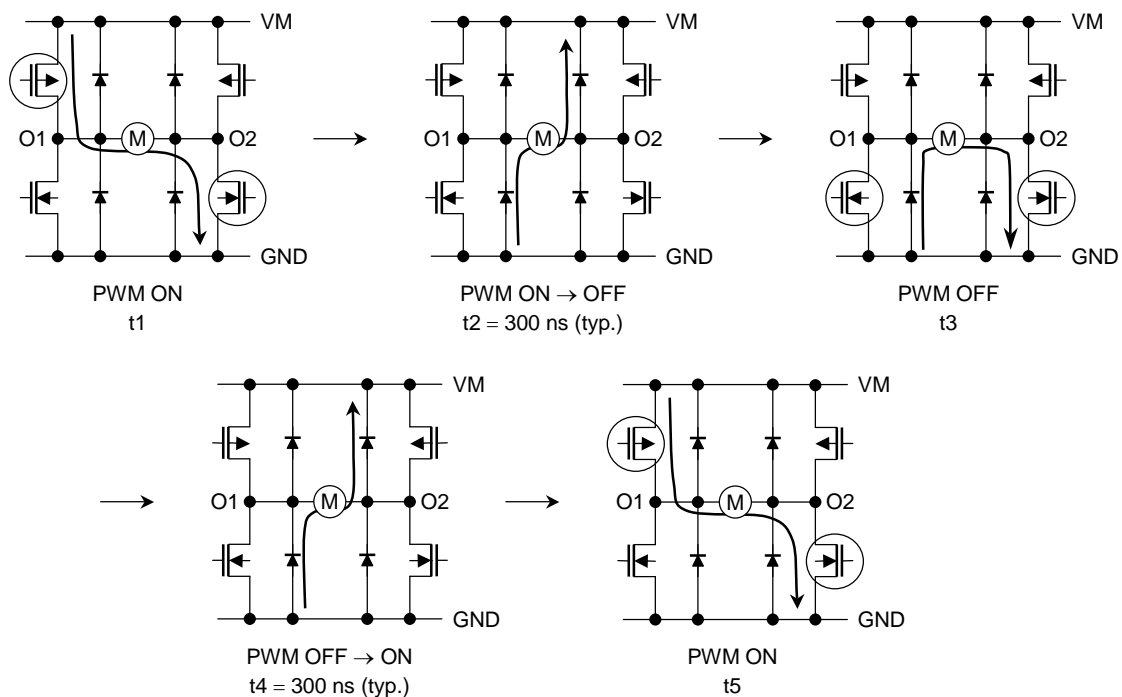 VM
O1
M
O2
GND
PWM ON
t1
VM
O1
M
O2
GND
PWM ON → OFF
t2 = 300 ns (typ.)
VM
O1
M
O2
GND
PWM OFF
t3
VM
O1
M
O2
GND
PWM OFF → ON
t4 = 300 ns (typ.)
VM
O1
M
O2
GND
PWM ON
t5